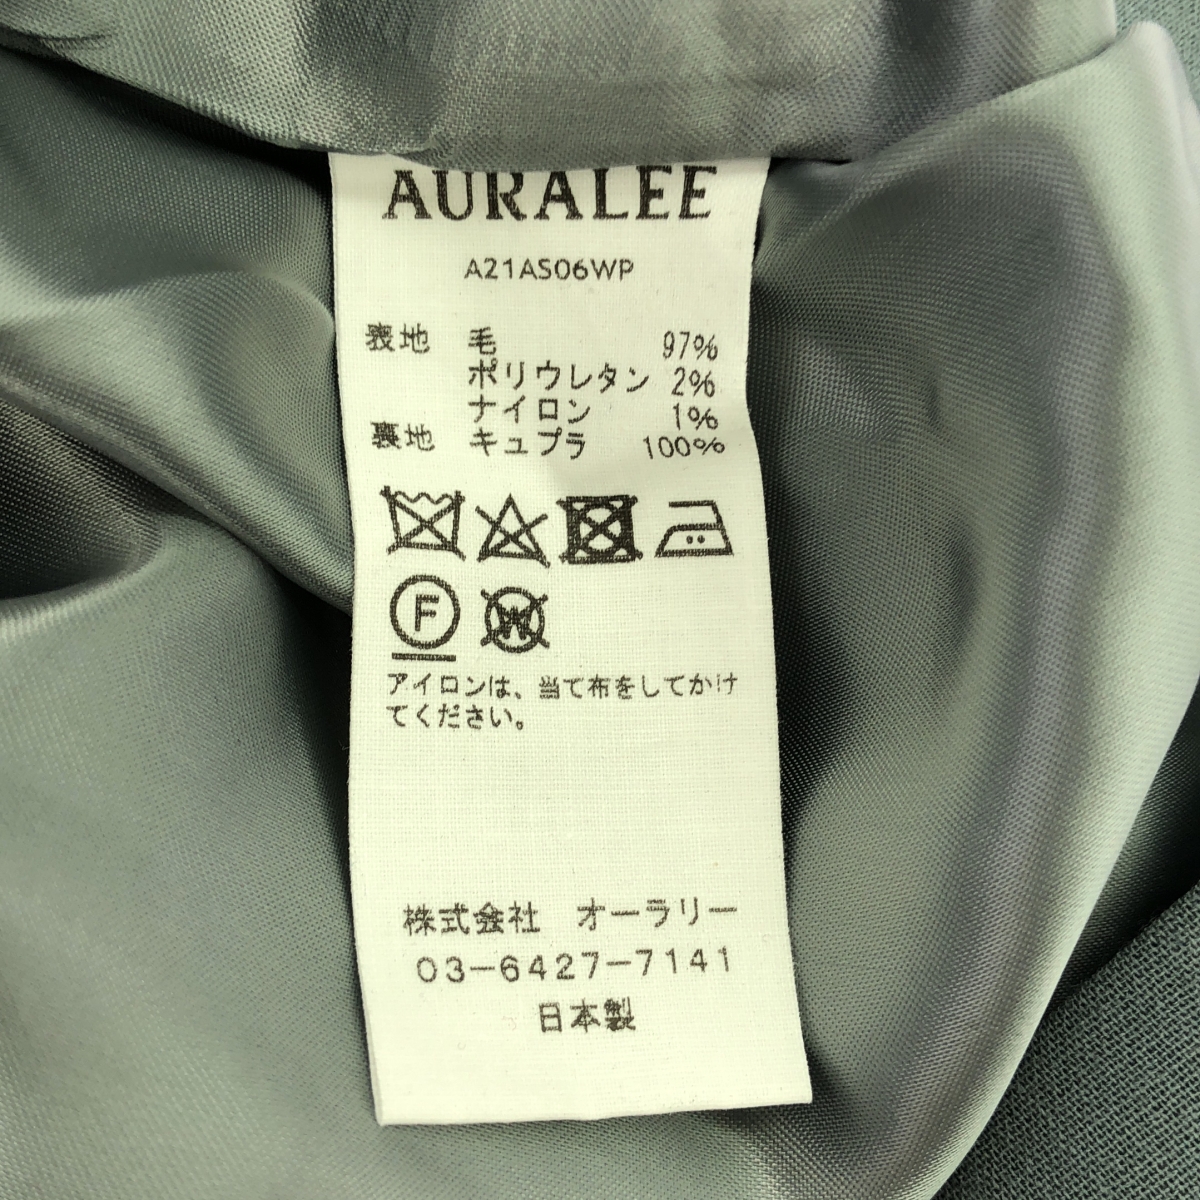 AURALEE
A21AS06WP
表地 毛 97%
ポリウレタン 2%
ナイロン 1%
裏地 キュプラ 100%
F W
アイロンは、当て布をしてかけ
てください。
株式会社 オーラリー
03-6427-7141
日本製